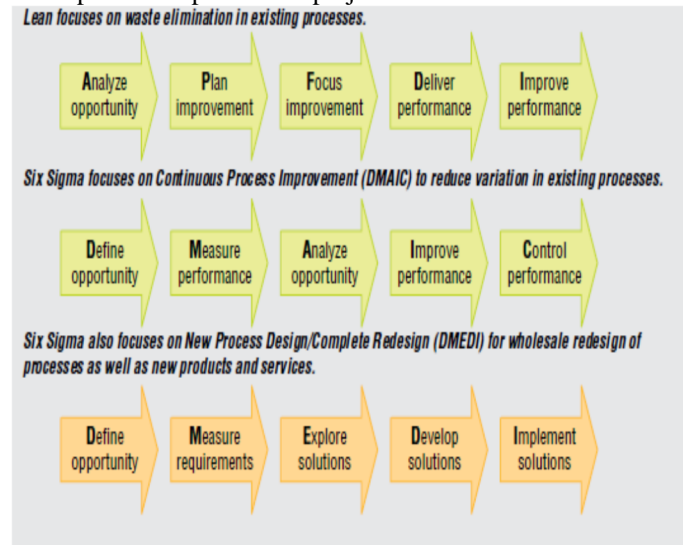 Lean focuses on waste elimination in existing processes.
Analyze opportunity
Plan improvement
Focus improvement
Deliver performance
Improve performance
Six Sigma focuses on Continuous Process Improvement (DMAIC) to reduce variation in existing processes.
Define opportunity
Measure performance
Analyze opportunity
Improve performance
Control performance
Six Sigma also focuses on New Process Design/Complete Redesign (DMEDI) for wholesale redesign of
processes as well as new products and services.
Define opportunity
Measure requirements
Explore solutions
Develop solutions
Implement solutions